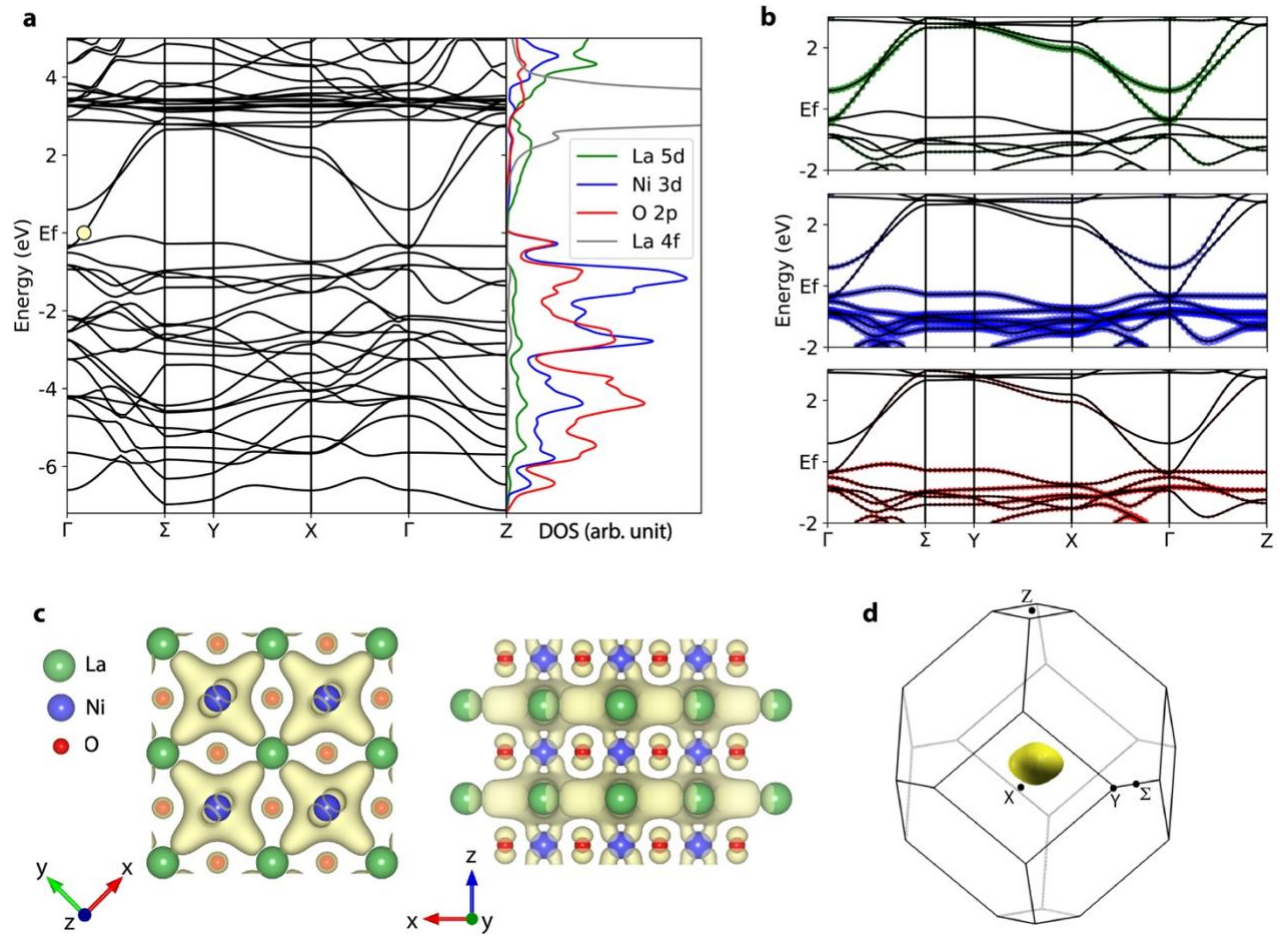 a
4
2
Ef
-2
-4
-6
Energy (eV)
Γ Σ Y X Γ Z
DOS (arb. unit)
La 5d
Ni 3d
O 2p
La 4f
b
2
Ef
-2
2
Ef
-2
2
Ef
-2
Energy (eV)
Γ Σ Y X Γ Z
c
La
Ni
O
y x
z
z
x y
d
Z
X Y Σ